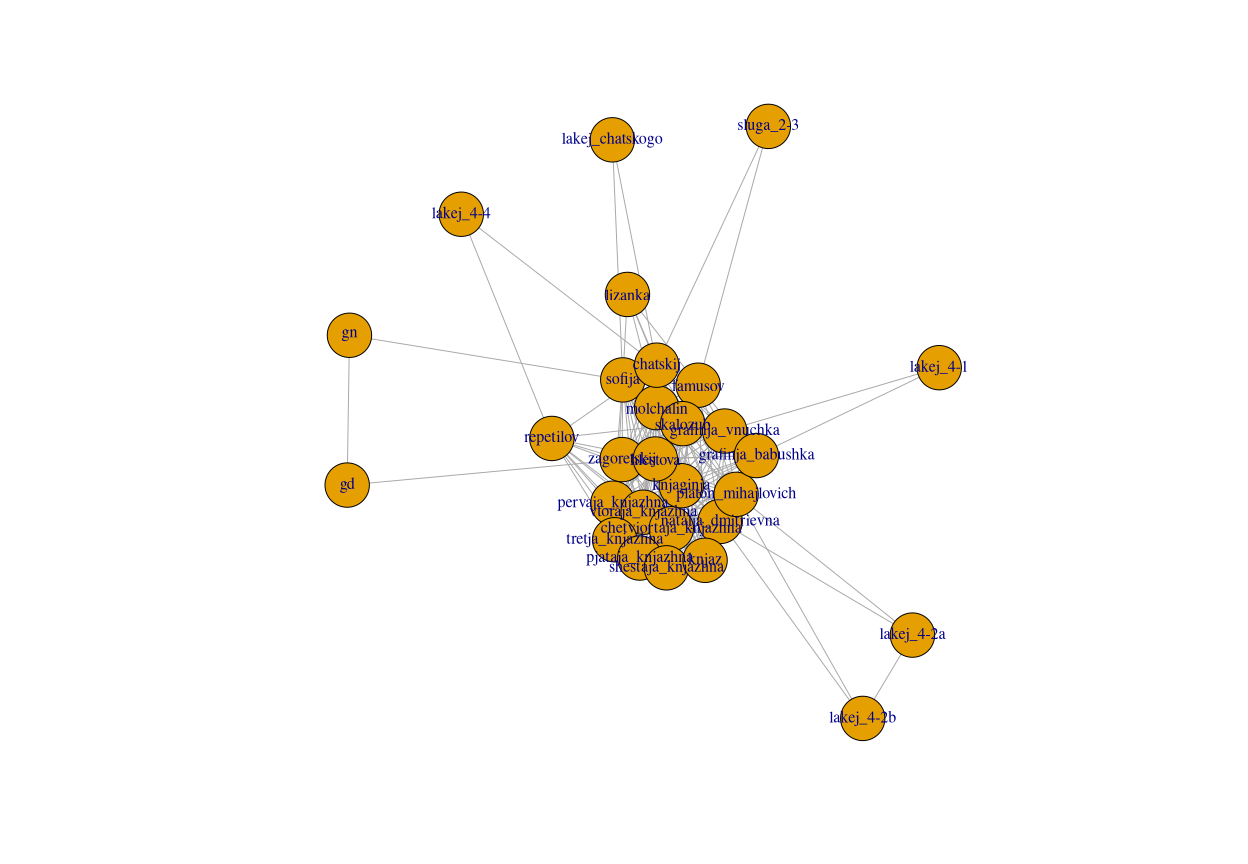 sluga_2-3
lakej_chatskogo
lakej_4-4
lizanka
gn
chatskij
lakej_4-1
sofija
famusov
molchalin
skalozub
grafinja_vnuchka
repetilov
grafinja_babushka
zagoretskij
hlestova
gd
knjaginja
platon_mihajlovich
pervaja_knjazhna
vtoraja_knjazhna
natalja_dmitrievna
chetvjortaja_knjazhna
tretja_knjazhna
pjataja_knjazhna
knjaz
shestaja_knjazhna
lakej_4-2a
lakej_4-2b